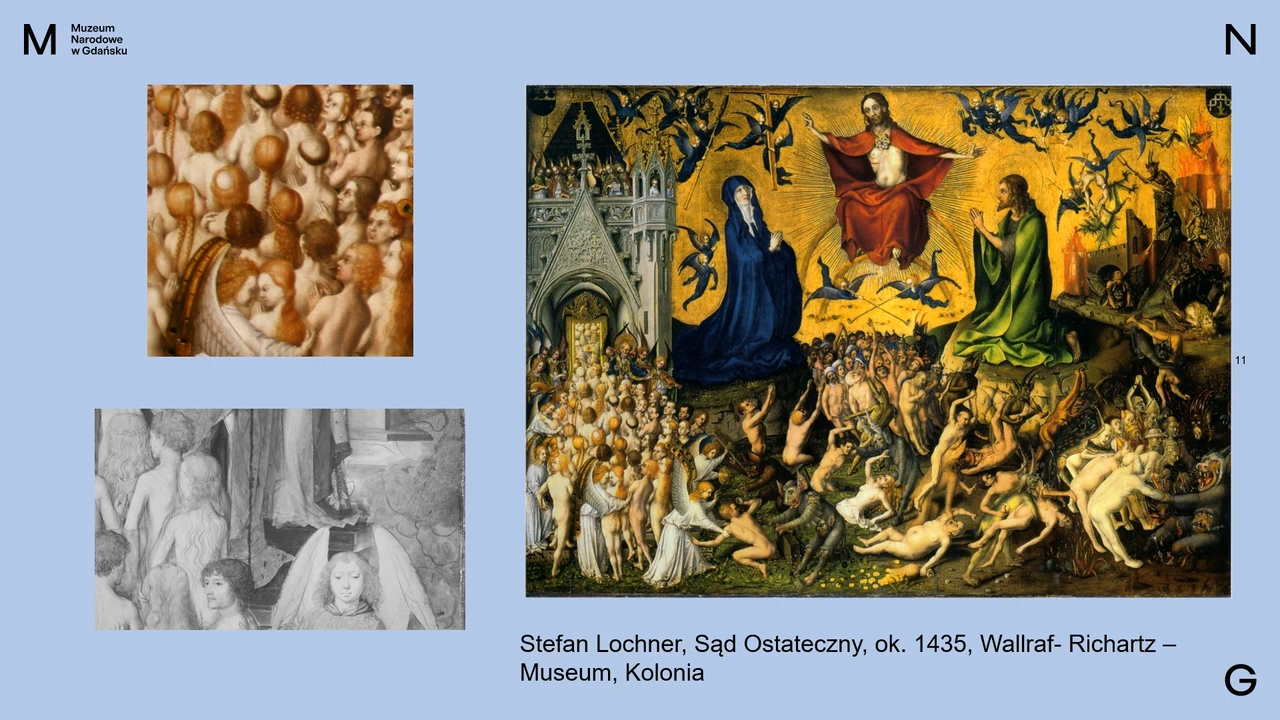 M
Muzeum
Narodowe
w Gdańsku
N
11
Stefan Lochner, Sąd Ostateczny, ok. 1435, Wallraf- Richartz –
Museum, Kolonia
G